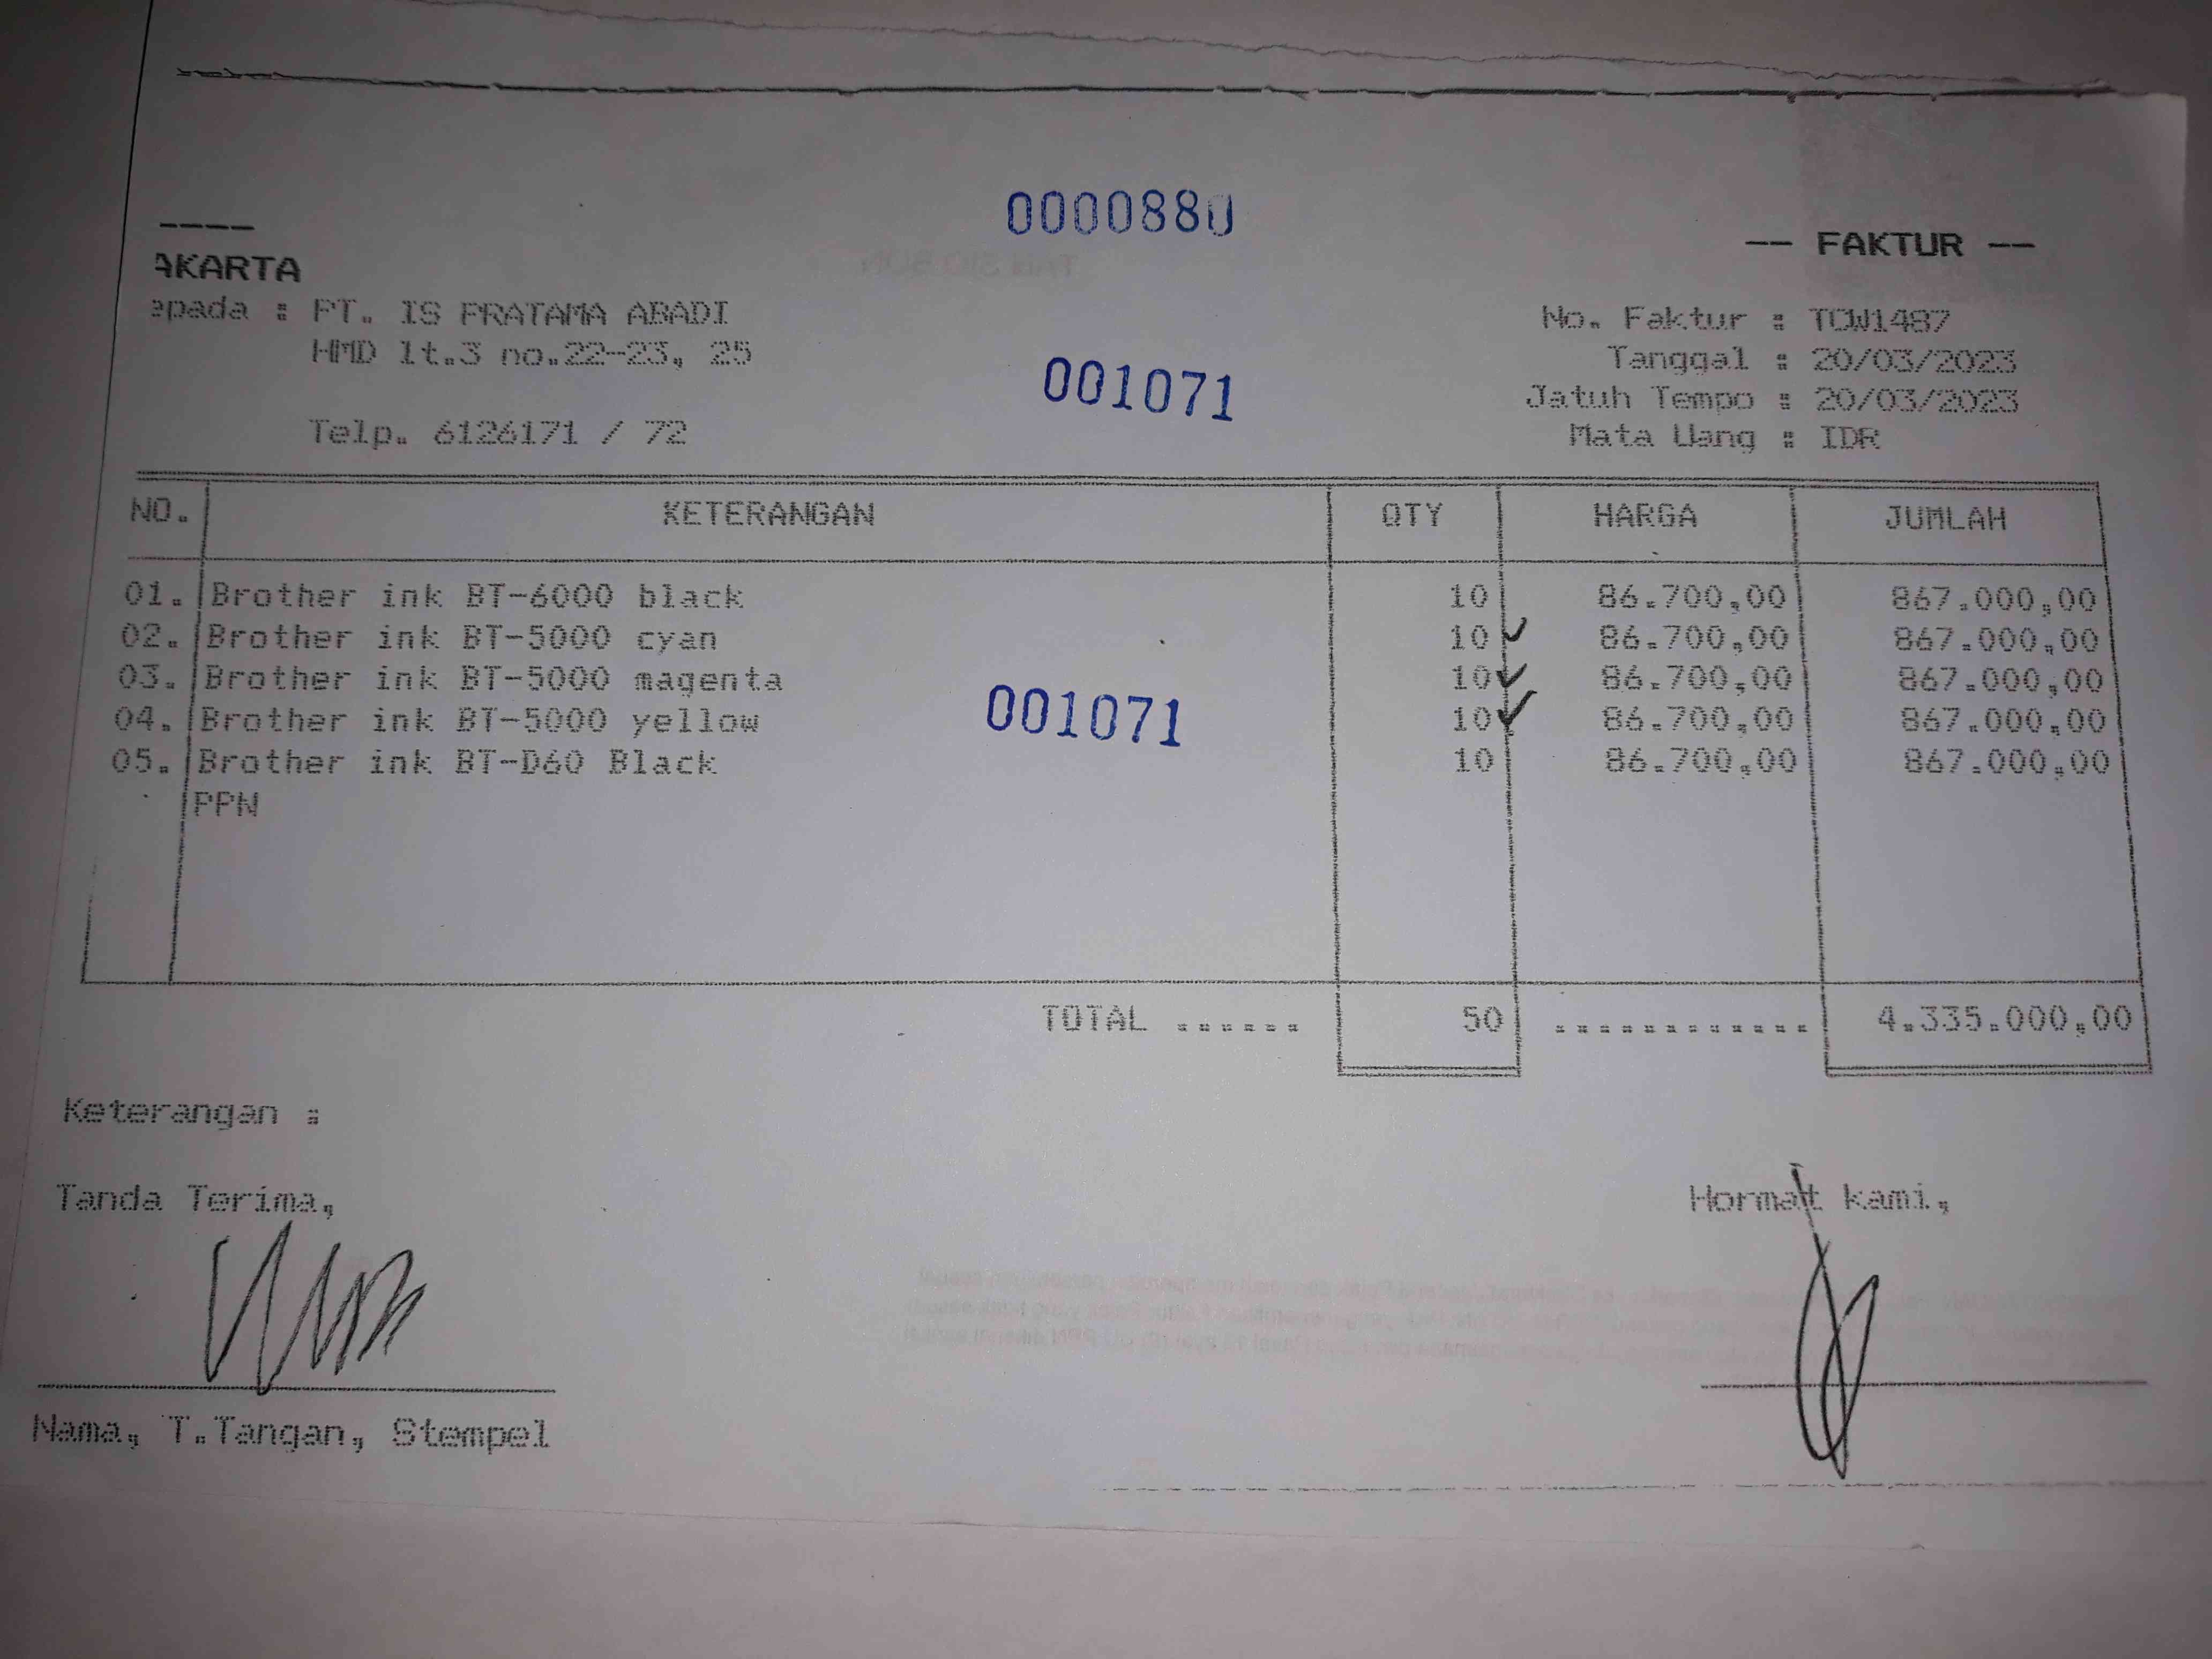 0000880
-- FAKTUR --
AKARTA
epada : PT. IS PRATAMA ABADI
No. Faktur : TCW1487
HMD lt.3 no.22-23, 25
Tanggal : 20/03/2023
001071
Jatuh Tempo : 20/03/2023
Telp. 6126171 / 72
Mata Uang : IDR
NO. KETERANGAN QTY HARGA JUMLAH
01. Brother ink BT-6000 black 10 86.700,00 867.000,00
02. Brother ink BT-5000 cyan 10 86.700,00 867.000,00
03. Brother ink BT-5000 magenta 10 86.700,00 867.000,00
04. Brother ink BT-5000 yellow 10 86.700,00 867.000,00
001071
05. Brother ink BT-D60 Black 10 86.700,00 867.000,00
PPN
TOTAL ...... 50 ............ 4.335.000,00
Keterangan :
Tanda Terima,
Hormat kami,
Nama, T.Tangan, Stempel